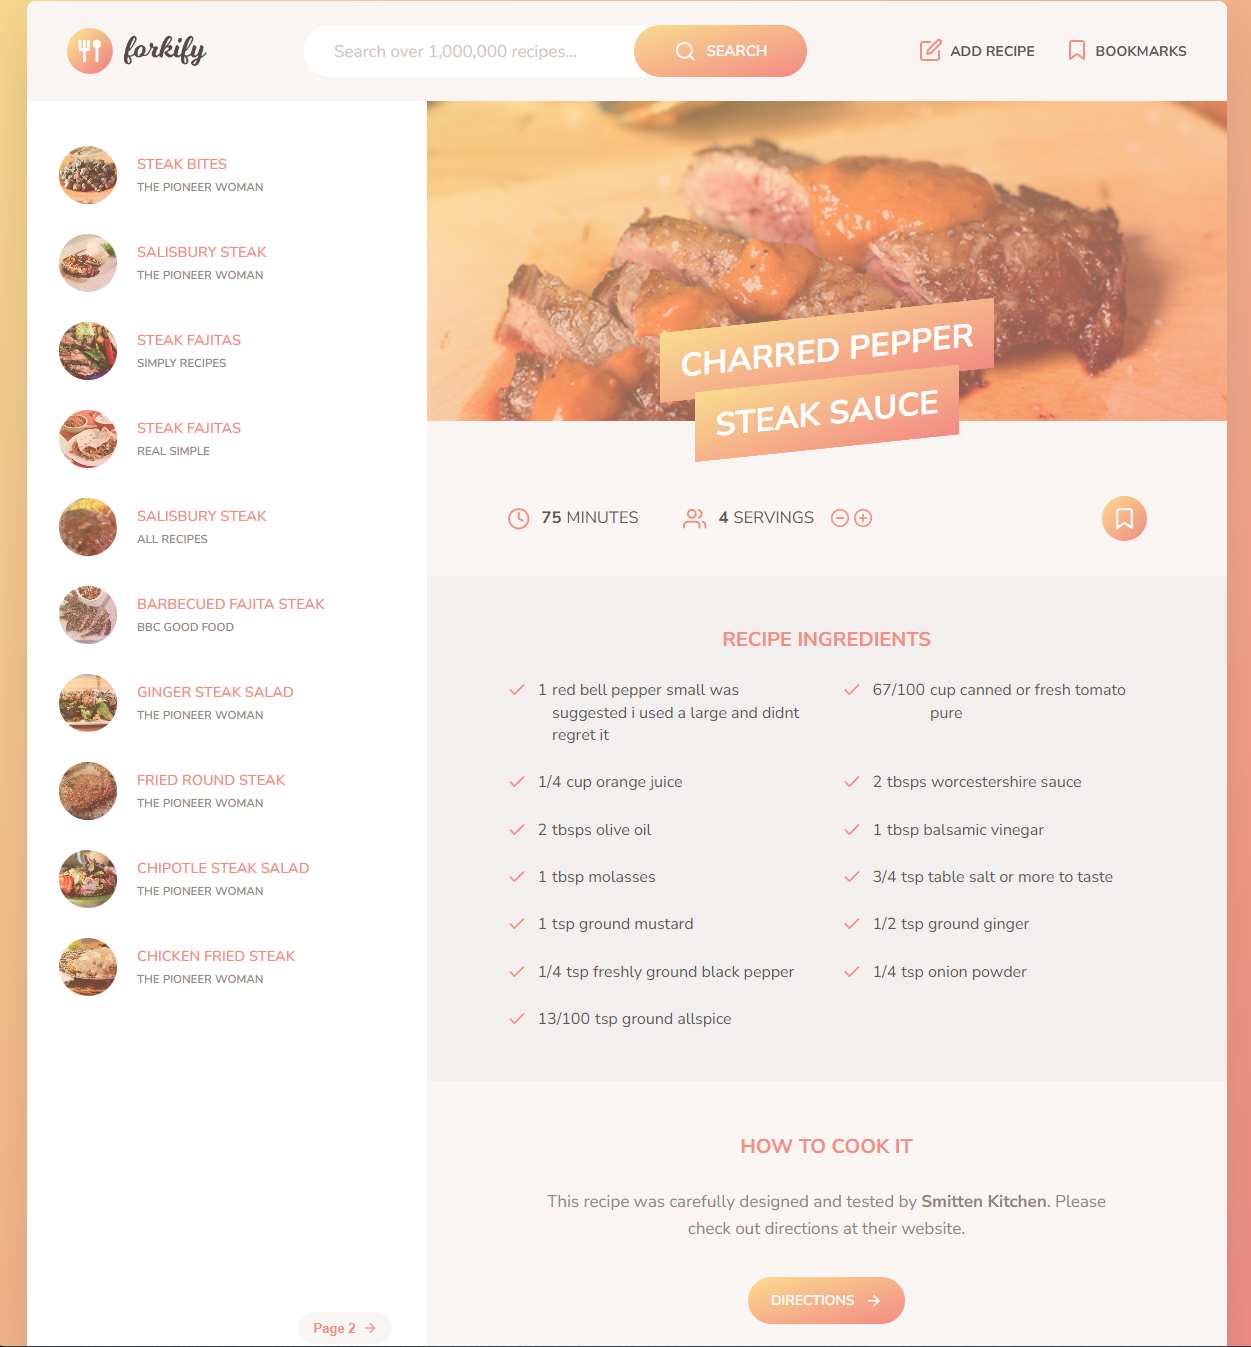 forkify
Search over 1,000,000 recipes...
SEARCH
ADD RECIPE
BOOKMARKS
STEAK BITES
THE PIONEER WOMAN
SALISBURY STEAK
THE PIONEER WOMAN
STEAK FAJITAS
SIMPLY RECIPES
STEAK FAJITAS
REAL SIMPLE
SALISBURY STEAK
ALL RECIPES
BARBECUED FAJITA STEAK
BBC GOOD FOOD
GINGER STEAK SALAD
THE PIONEER WOMAN
FRIED ROUND STEAK
THE PIONEER WOMAN
CHIPOTLE STEAK SALAD
THE PIONEER WOMAN
CHICKEN FRIED STEAK
THE PIONEER WOMAN
Page 2
CHARRED PEPPER
STEAK SAUCE
75 MINUTES
4 SERVINGS
RECIPE INGREDIENTS
1 red bell pepper small was
suggested i used a large and didnt
regret it
67/100 cup canned or fresh tomato
pure
1/4 cup orange juice
2 tbsps worcestershire sauce
2 tbsps olive oil
1 tbsp balsamic vinegar
1 tbsp molasses
3/4 tsp table salt or more to taste
1 tsp ground mustard
1/2 tsp ground ginger
1/4 tsp freshly ground black pepper
1/4 tsp onion powder
13/100 tsp ground allspice
HOW TO COOK IT
This recipe was carefully designed and tested by Smitten Kitchen. Please
check out directions at their website.
DIRECTIONS